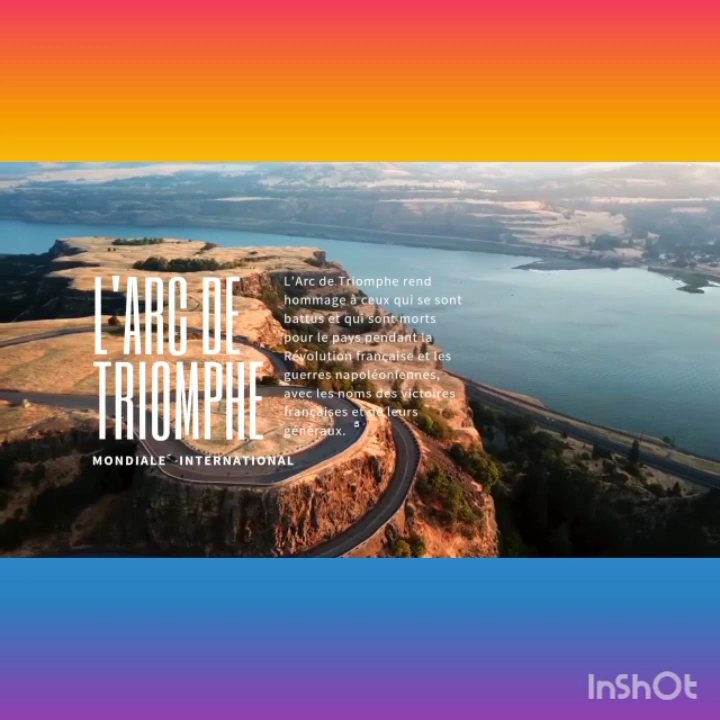 L'ARC DE
TRIOMPHE
MONDIALE - INTERNATIONAL
L'Arc de Triomphe rend
hommage à ceux qui se sont
battus et qui sont morts
pour le pays pendant la
Révolution française et les
guerres napoléoniennes,
avec les noms des victoires
françaises et de leurs
généraux.
InShOt